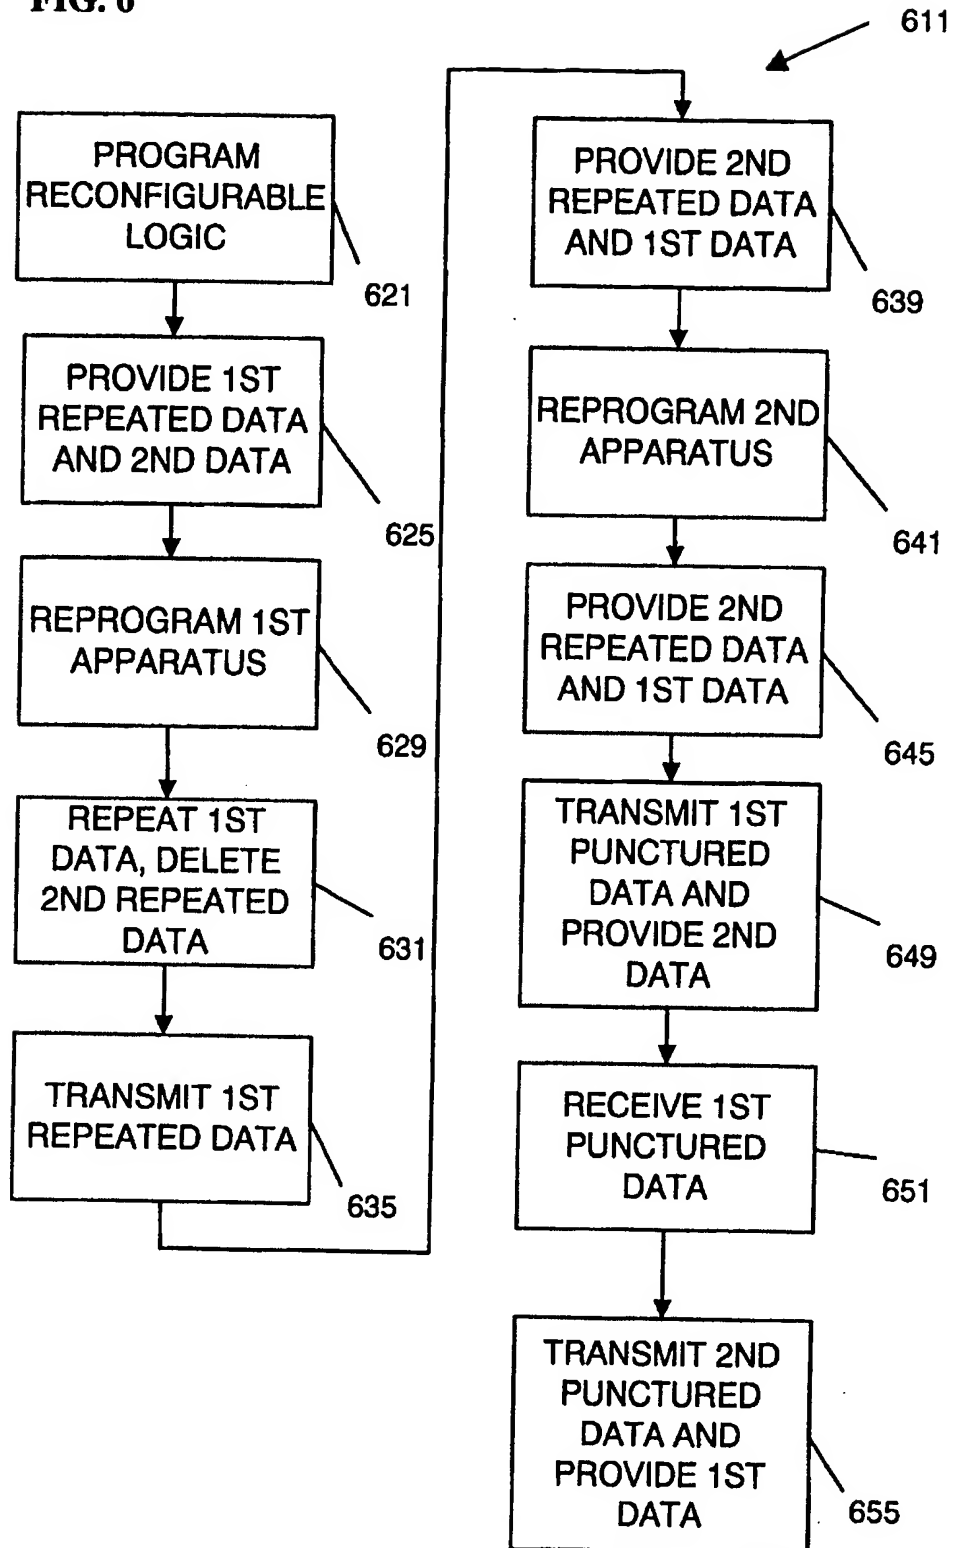 FIG. 6
611
PROGRAM
RECONFIGURABLE
LOGIC
621
PROVIDE 1ST
REPEATED DATA
AND 2ND DATA
625
REPROGRAM 1ST
APPARATUS
629
REPEAT 1ST
DATA, DELETE
2ND REPEATED
DATA
631
TRANSMIT 1ST
REPEATED DATA
635
PROVIDE 2ND
REPEATED DATA
AND 1ST DATA
639
REPROGRAM 2ND
APPARATUS
641
PROVIDE 2ND
REPEATED DATA
AND 1ST DATA
645
TRANSMIT 1ST
PUNCTURED
DATA AND
PROVIDE 2ND
DATA
649
RECEIVE 1ST
PUNCTURED
DATA
651
TRANSMIT 2ND
PUNCTURED
DATA AND
PROVIDE 1ST
DATA
655